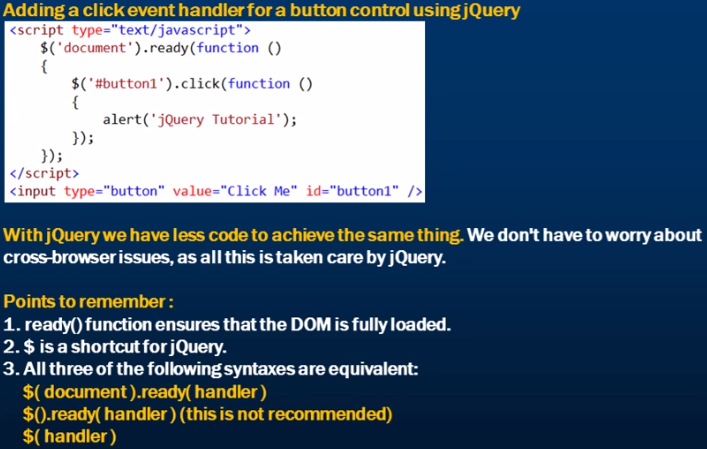 Adding a click event handler for a button control using jQuery
<script type="text/javascript">
$('document').ready(function ()
{
$('#button1').click(function ()
{
alert('jQuery Tutorial');
});
});
</script>
<input type="button" value="Click Me" id="button1" />
With jQuery we have less code to achieve the same thing. We don't have to worry about
cross-browser issues, as all this is taken care by jQuery.
Points to remember :
1. ready() function ensures that the DOM is fully loaded.
2. $ is a shortcut for jQuery.
3. All three of the following syntaxes are equivalent:
$( document ).ready( handler )
$().ready( handler ) (this is not recommended)
$( handler )